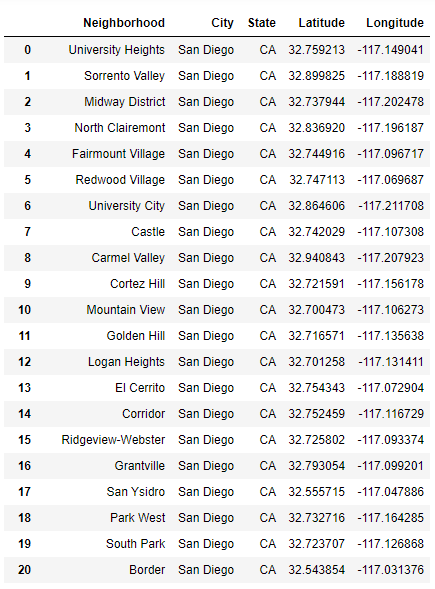 Neighborhood City State Latitude Longitude
0 University Heights San Diego CA 32.759213 -117.149041
1 Sorrento Valley San Diego CA 32.899825 -117.188819
2 Midway District San Diego CA 32.737944 -117.202478
3 North Clairemont San Diego CA 32.836920 -117.196187
4 Fairmount Village San Diego CA 32.744916 -117.096717
5 Redwood Village San Diego CA 32.747113 -117.069687
6 University City San Diego CA 32.864606 -117.211708
7 Castle San Diego CA 32.742029 -117.107308
8 Carmel Valley San Diego CA 32.940843 -117.207923
9 Cortez Hill San Diego CA 32.721591 -117.156178
10 Mountain View San Diego CA 32.700473 -117.106273
11 Golden Hill San Diego CA 32.716571 -117.135638
12 Logan Heights San Diego CA 32.701258 -117.131411
13 El Cerrito San Diego CA 32.754343 -117.072904
14 Corridor San Diego CA 32.752459 -117.116729
15 Ridgeview-Webster San Diego CA 32.725802 -117.093374
16 Grantville San Diego CA 32.793054 -117.099201
17 San Ysidro San Diego CA 32.555715 -117.047886
18 Park West San Diego CA 32.732716 -117.164285
19 South Park San Diego CA 32.723707 -117.126868
20 Border San Diego CA 32.543854 -117.031376